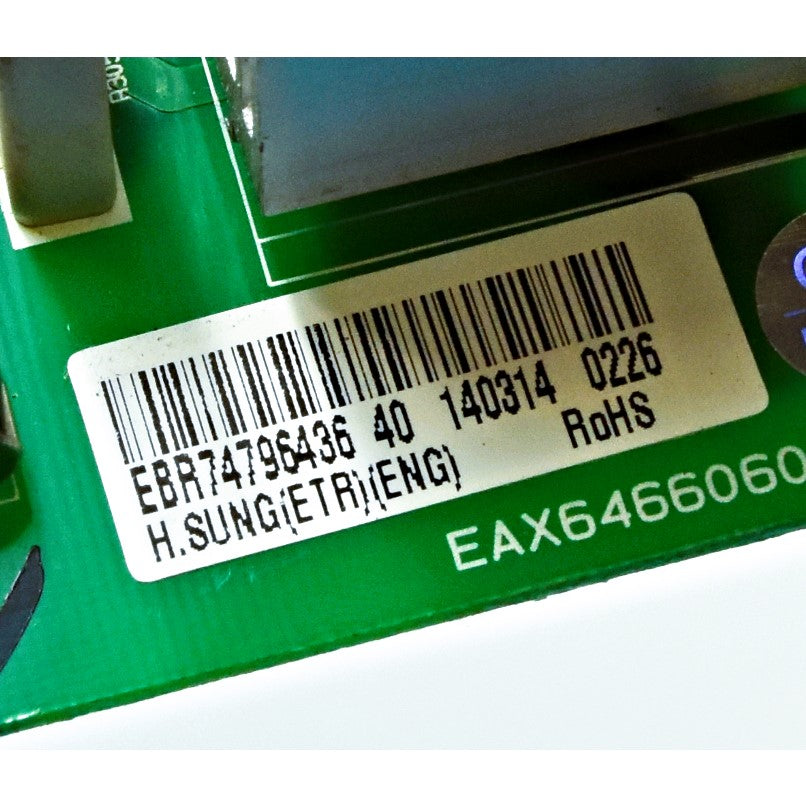 EBR74796436 40 140314 0226
H.SUNG(ETR)(ENG) RoHS
EAX6466060